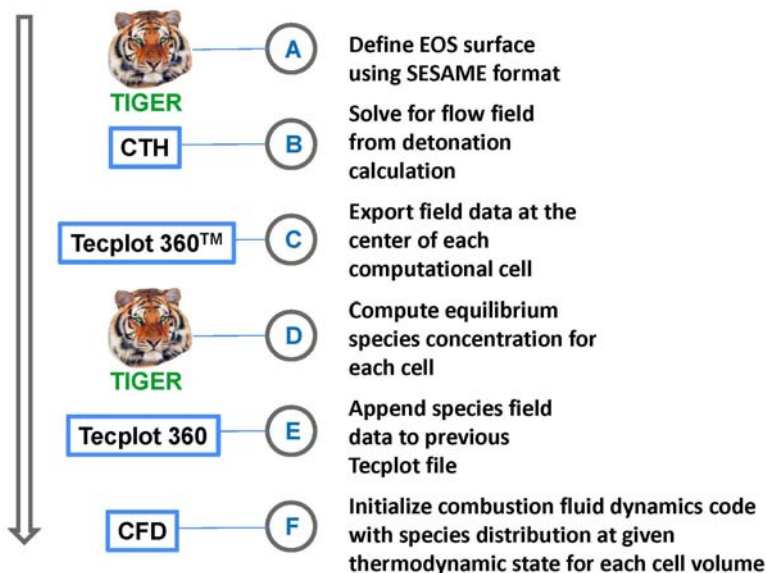 A
Define EOS surface
using SESAME format
TIGER
CTH
B
Solve for flow field
from detonation
calculation
Tecplot 360™
C
Export field data at the
center of each
computational cell
TIGER
D
Compute equilibrium
species concentration for
each cell
Tecplot 360
E
Append species field
data to previous
Tecplot file
CFD
F
Initialize combustion fluid dynamics code
with species distribution at given
thermodynamic state for each cell volume